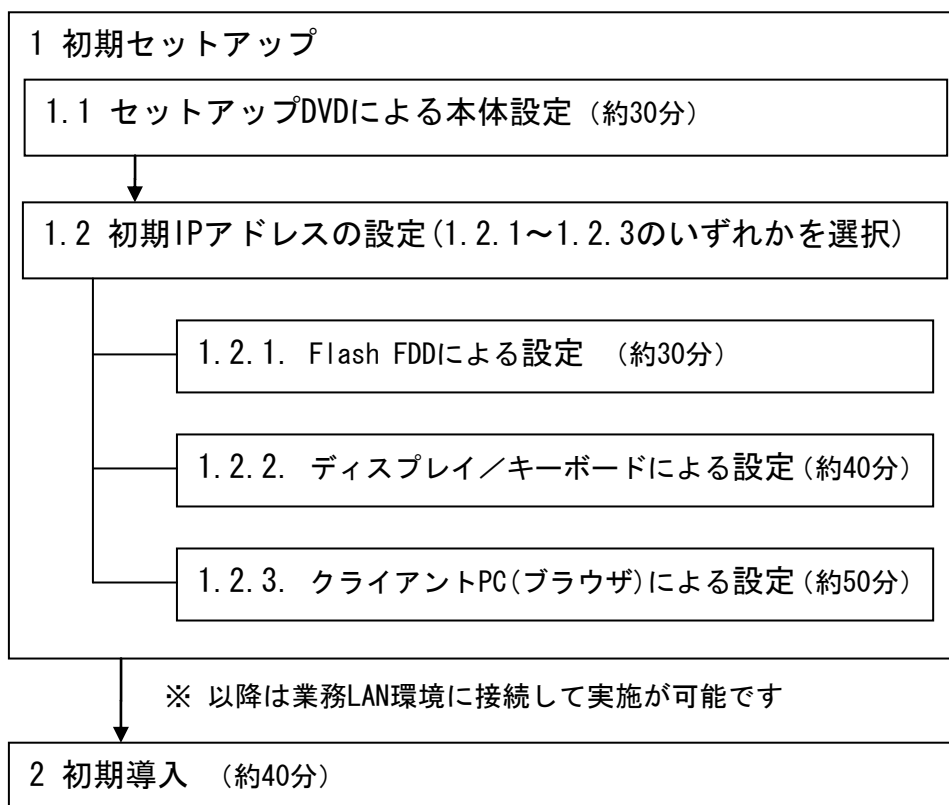 1 初期セットアップ
1.1 セットアップDVDによる本体設定（約30分）
1.2 初期IPアドレスの設定(1.2.1～1.2.3のいずれかを選択)
1.2.1. Flash FDDによる設定 （約30分）
1.2.2. ディスプレイ／キーボードによる設定（約40分）
1.2.3. クライアントPC(ブラウザ)による設定（約50分）
※ 以降は業務LAN環境に接続して実施が可能です
2 初期導入 （約40分）